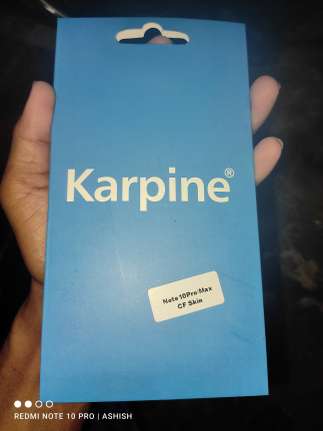 Karpine®
Note 10Pro Max
CF Skin
REDMI NOTE 10 PRO | ASHISH